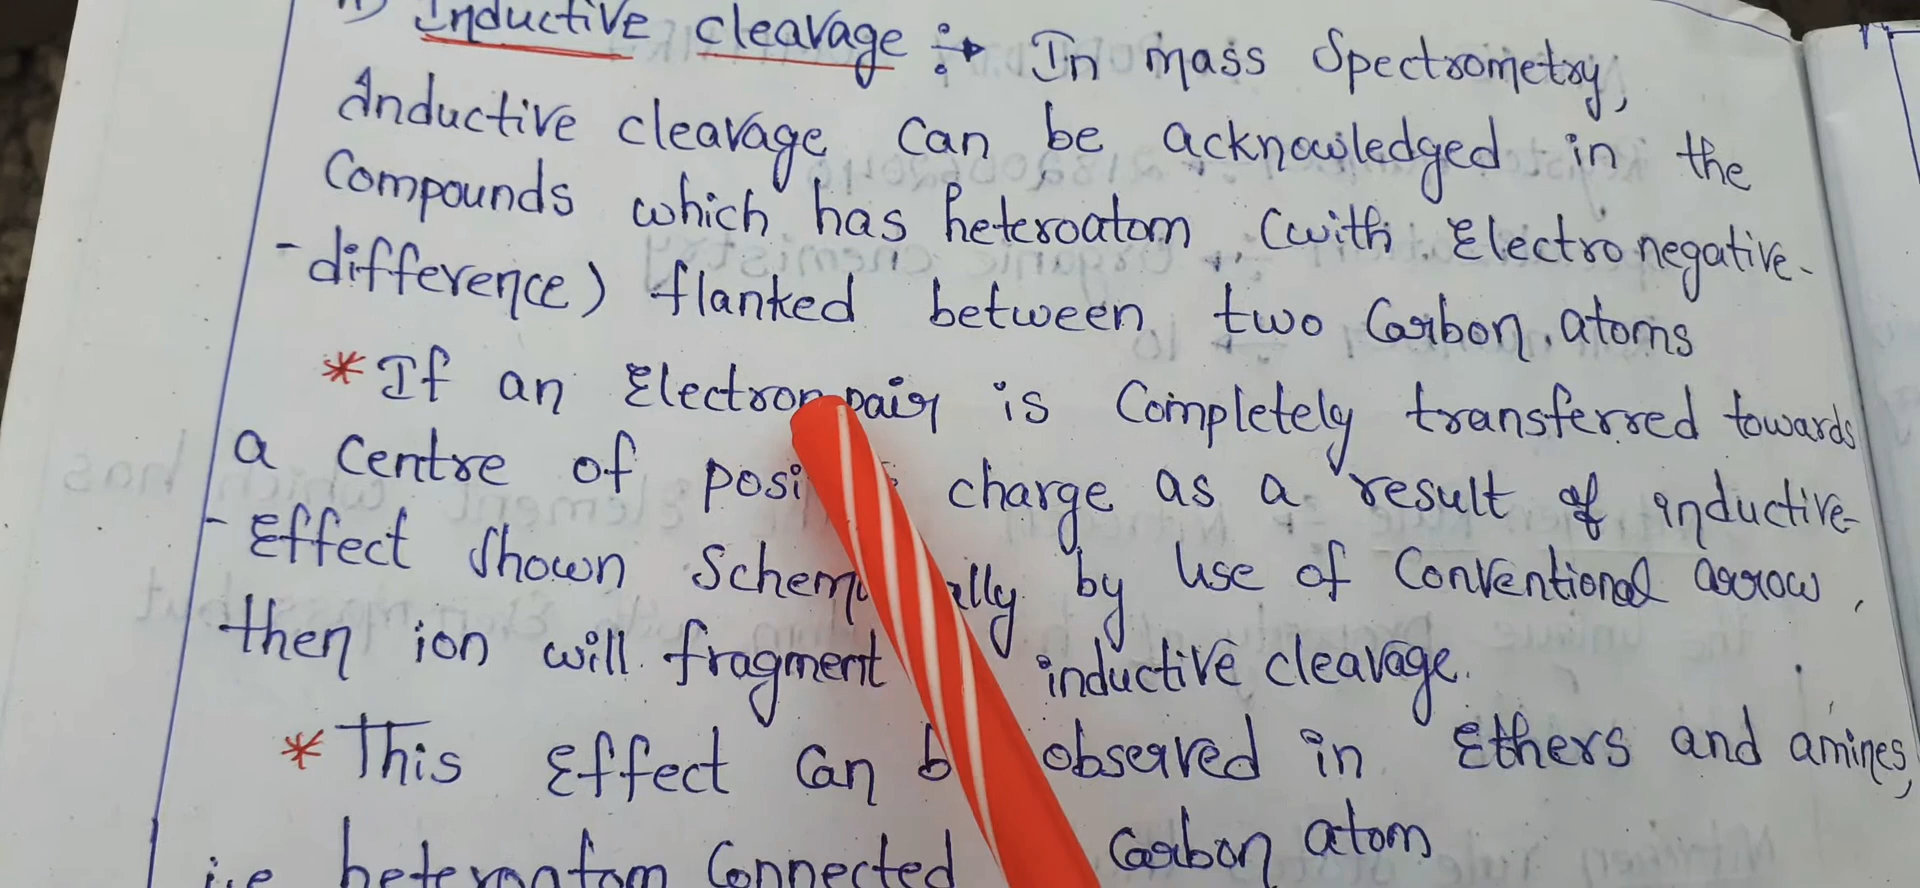 Inductive cleavage :→ In mass Spectrometry,
Inductive cleavage can be acknowledged in the
Compounds which has heteroatom (with Electronegative-
-difference) flanked between two Carbon atoms
* If an Electron pair is Completely transferred towards
a Centre of charge as a result of inductive-
-Effect shown by use of Conventional arrow,
then ion will fragment inductive cleavage.
* This Effect Can observed in Ethers and amines,
i.e heteroatom Connected Carbon atom